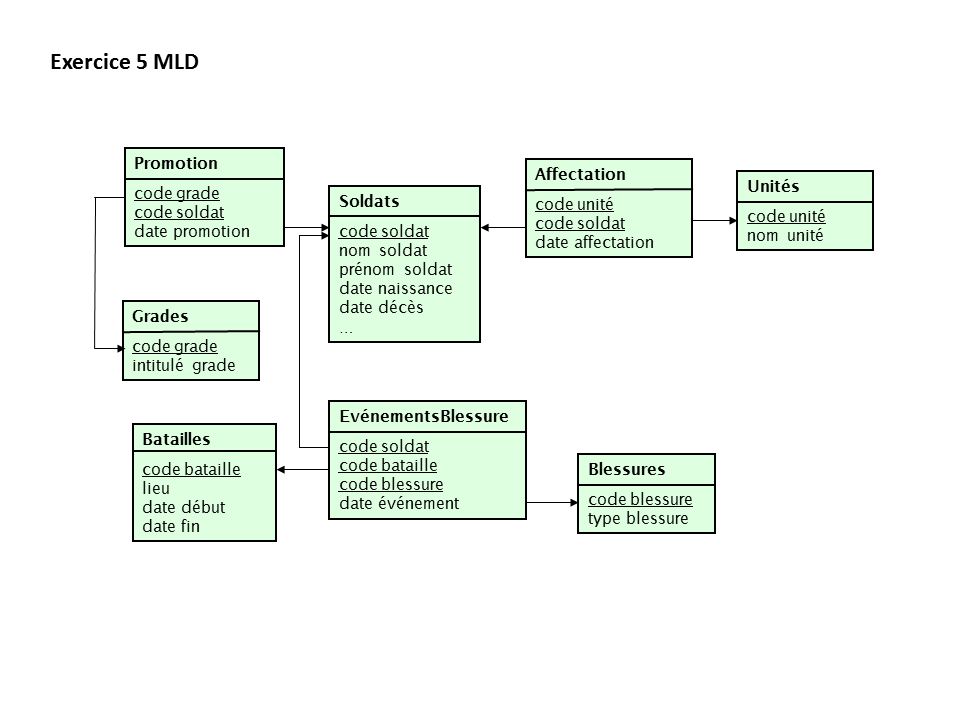 Exercice 5 MLD
Promotion
code grade
code soldat
date promotion
Soldats
code soldat
nom soldat
prénom soldat
date naissance
date décès
...
Affectation
code unité
code soldat
date affectation
Unités
code unité
nom unité
Grades
code grade
intitulé grade
Batailles
code bataille
lieu
date début
date fin
EvénementsBlessure
code soldat
code bataille
code blessure
date événement
Blessures
code blessure
type blessure